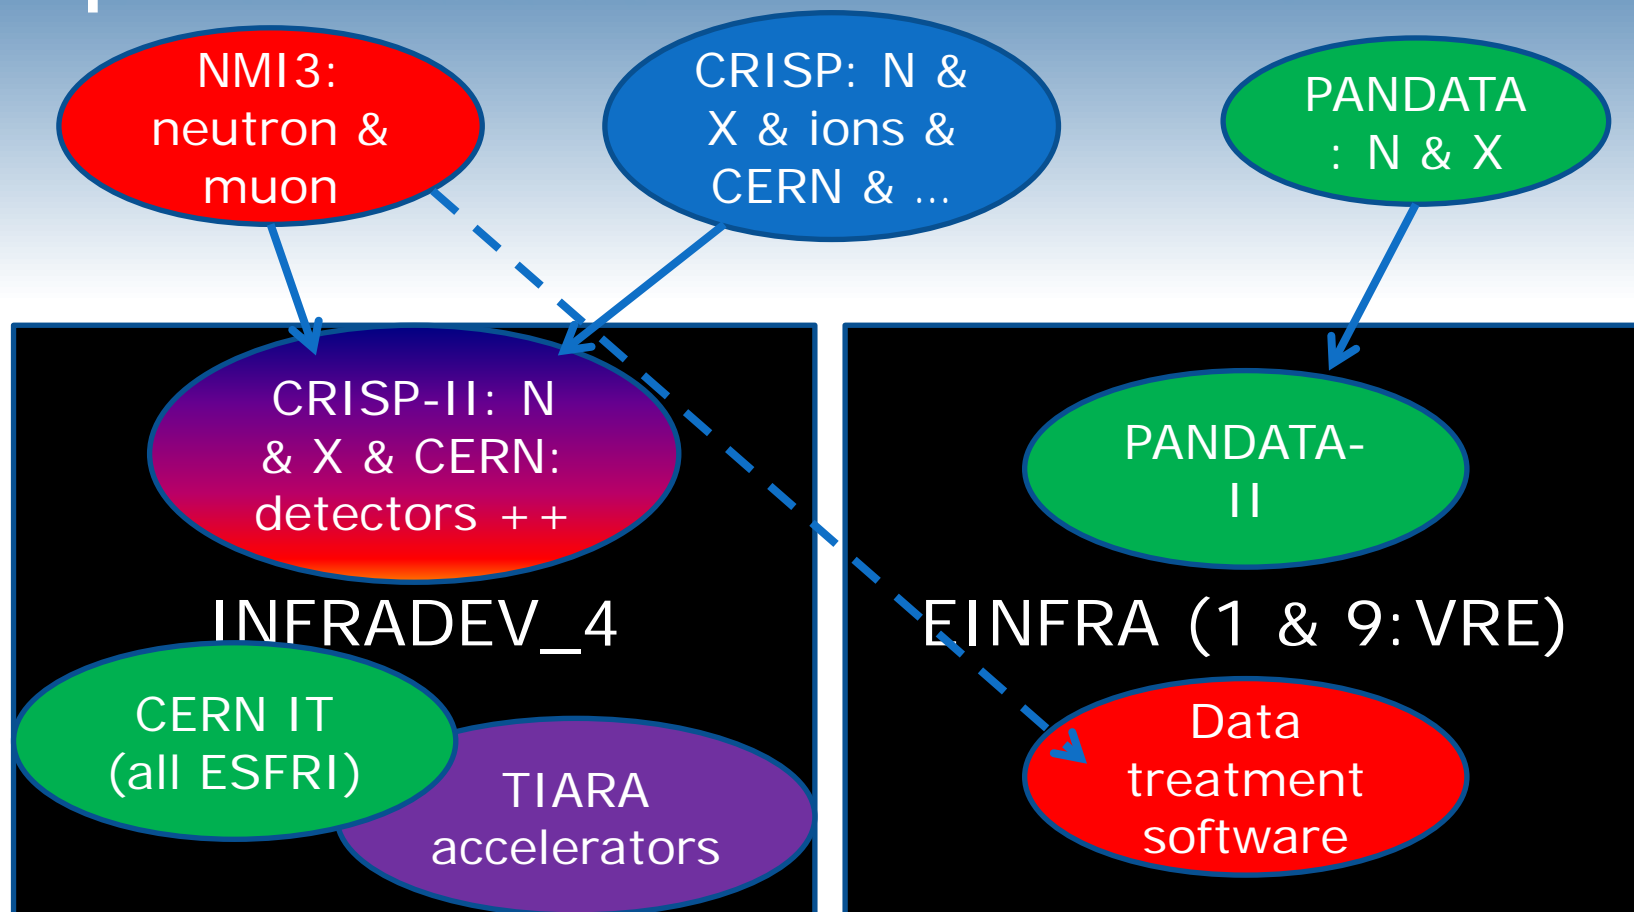 NMI3:
neutron &
muon
CRISP: N &
X & ions &
CERN & ...
PANDATA
: N & X
CRISP-II: N
& X & CERN:
detectors ++
PANDATA-
II
INFRADEV_4
EINFRA (1 & 9:VRE)
CERN IT
(all ESFRI)
TIARA
accelerators
Data
treatment
software